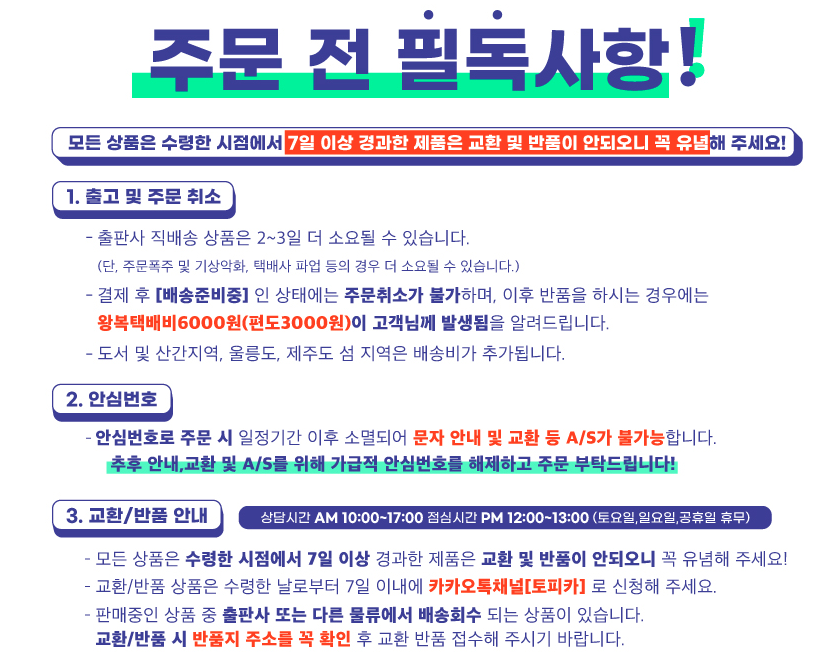 주문 전 필독사항!
모든 상품은 수령한 시점에서 7일 이상 경과한 제품은 교환 및 반품이 안되오니 꼭 유념해 주세요!
1. 출고 및 주문 취소
- 출판사 직배송 상품은 2~3일 더 소요될 수 있습니다.
(단, 주문폭주 및 기상악화, 택배사 파업 등의 경우 더 소요될 수 있습니다.)
- 결제 후 [배송준비중] 인 상태에는 주문취소가 불가하며, 이후 반품을 하시는 경우에는
왕복택배비6000원(편도3000원)이 고객님께 발생됨을 알려드립니다.
- 도서 및 산간지역, 울릉도, 제주도 섬 지역은 배송비가 추가됩니다.
2. 안심번호
- 안심번호로 주문 시 일정기간 이후 소멸되어 문자 안내 및 교환 등 A/S가 불가능합니다.
추후 안내,교환 및 A/S를 위해 가급적 안심번호를 해제하고 주문 부탁드립니다!
3. 교환/반품 안내
상담시간 AM 10:00~17:00 점심시간 PM 12:00~13:00 (토요일,일요일,공휴일 휴무)
- 모든 상품은 수령한 시점에서 7일 이상 경과한 제품은 교환 및 반품이 안되오니 꼭 유념해 주세요!
- 교환/반품 상품은 수령한 날로부터 7일 이내에 카카오톡채널[토피카] 로 신청해 주세요.
- 판매중인 상품 중 출판사 또는 다른 물류에서 배송회수 되는 상품이 있습니다.
교환/반품 시 반품지 주소를 꼭 확인 후 교환 반품 접수해 주시기 바랍니다.